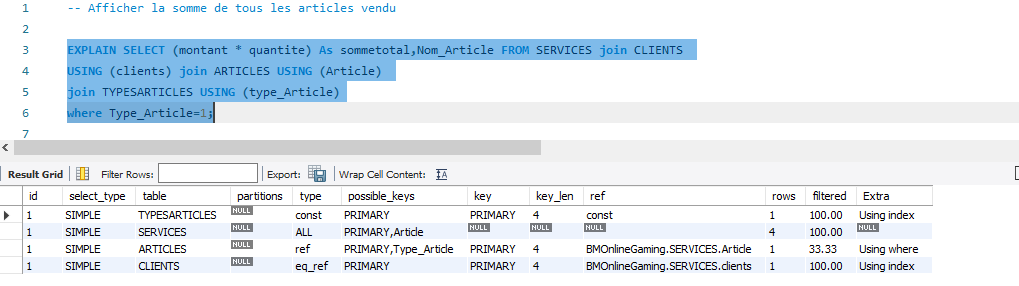 1 -- Afficher la somme de tous les articles vendu
2
3 EXPLAIN SELECT (montant * quantite) As sommetotal,Nom_Article FROM SERVICES join CLIENTS
4 USING (clients) join ARTICLES USING (Article)
5 join TYPESARTICLES USING (type_Article)
6 where Type_Article=1;
7
Result Grid Filter Rows: Export: Wrap Cell Content:
id select_type table partitions type possible_keys key key_len ref rows filtered Extra
1 SIMPLE TYPESARTICLES NULL const PRIMARY PRIMARY 4 const 1 100.00 Using index
1 SIMPLE SERVICES NULL ALL PRIMARY,Article NULL NULL NULL 4 100.00 NULL
1 SIMPLE ARTICLES NULL ref PRIMARY,Type_Article PRIMARY 4 BMOnlineGaming.SERVICES.Article 1 33.33 Using where
1 SIMPLE CLIENTS NULL eq_ref PRIMARY PRIMARY 4 BMOnlineGaming.SERVICES.clients 1 100.00 Using index